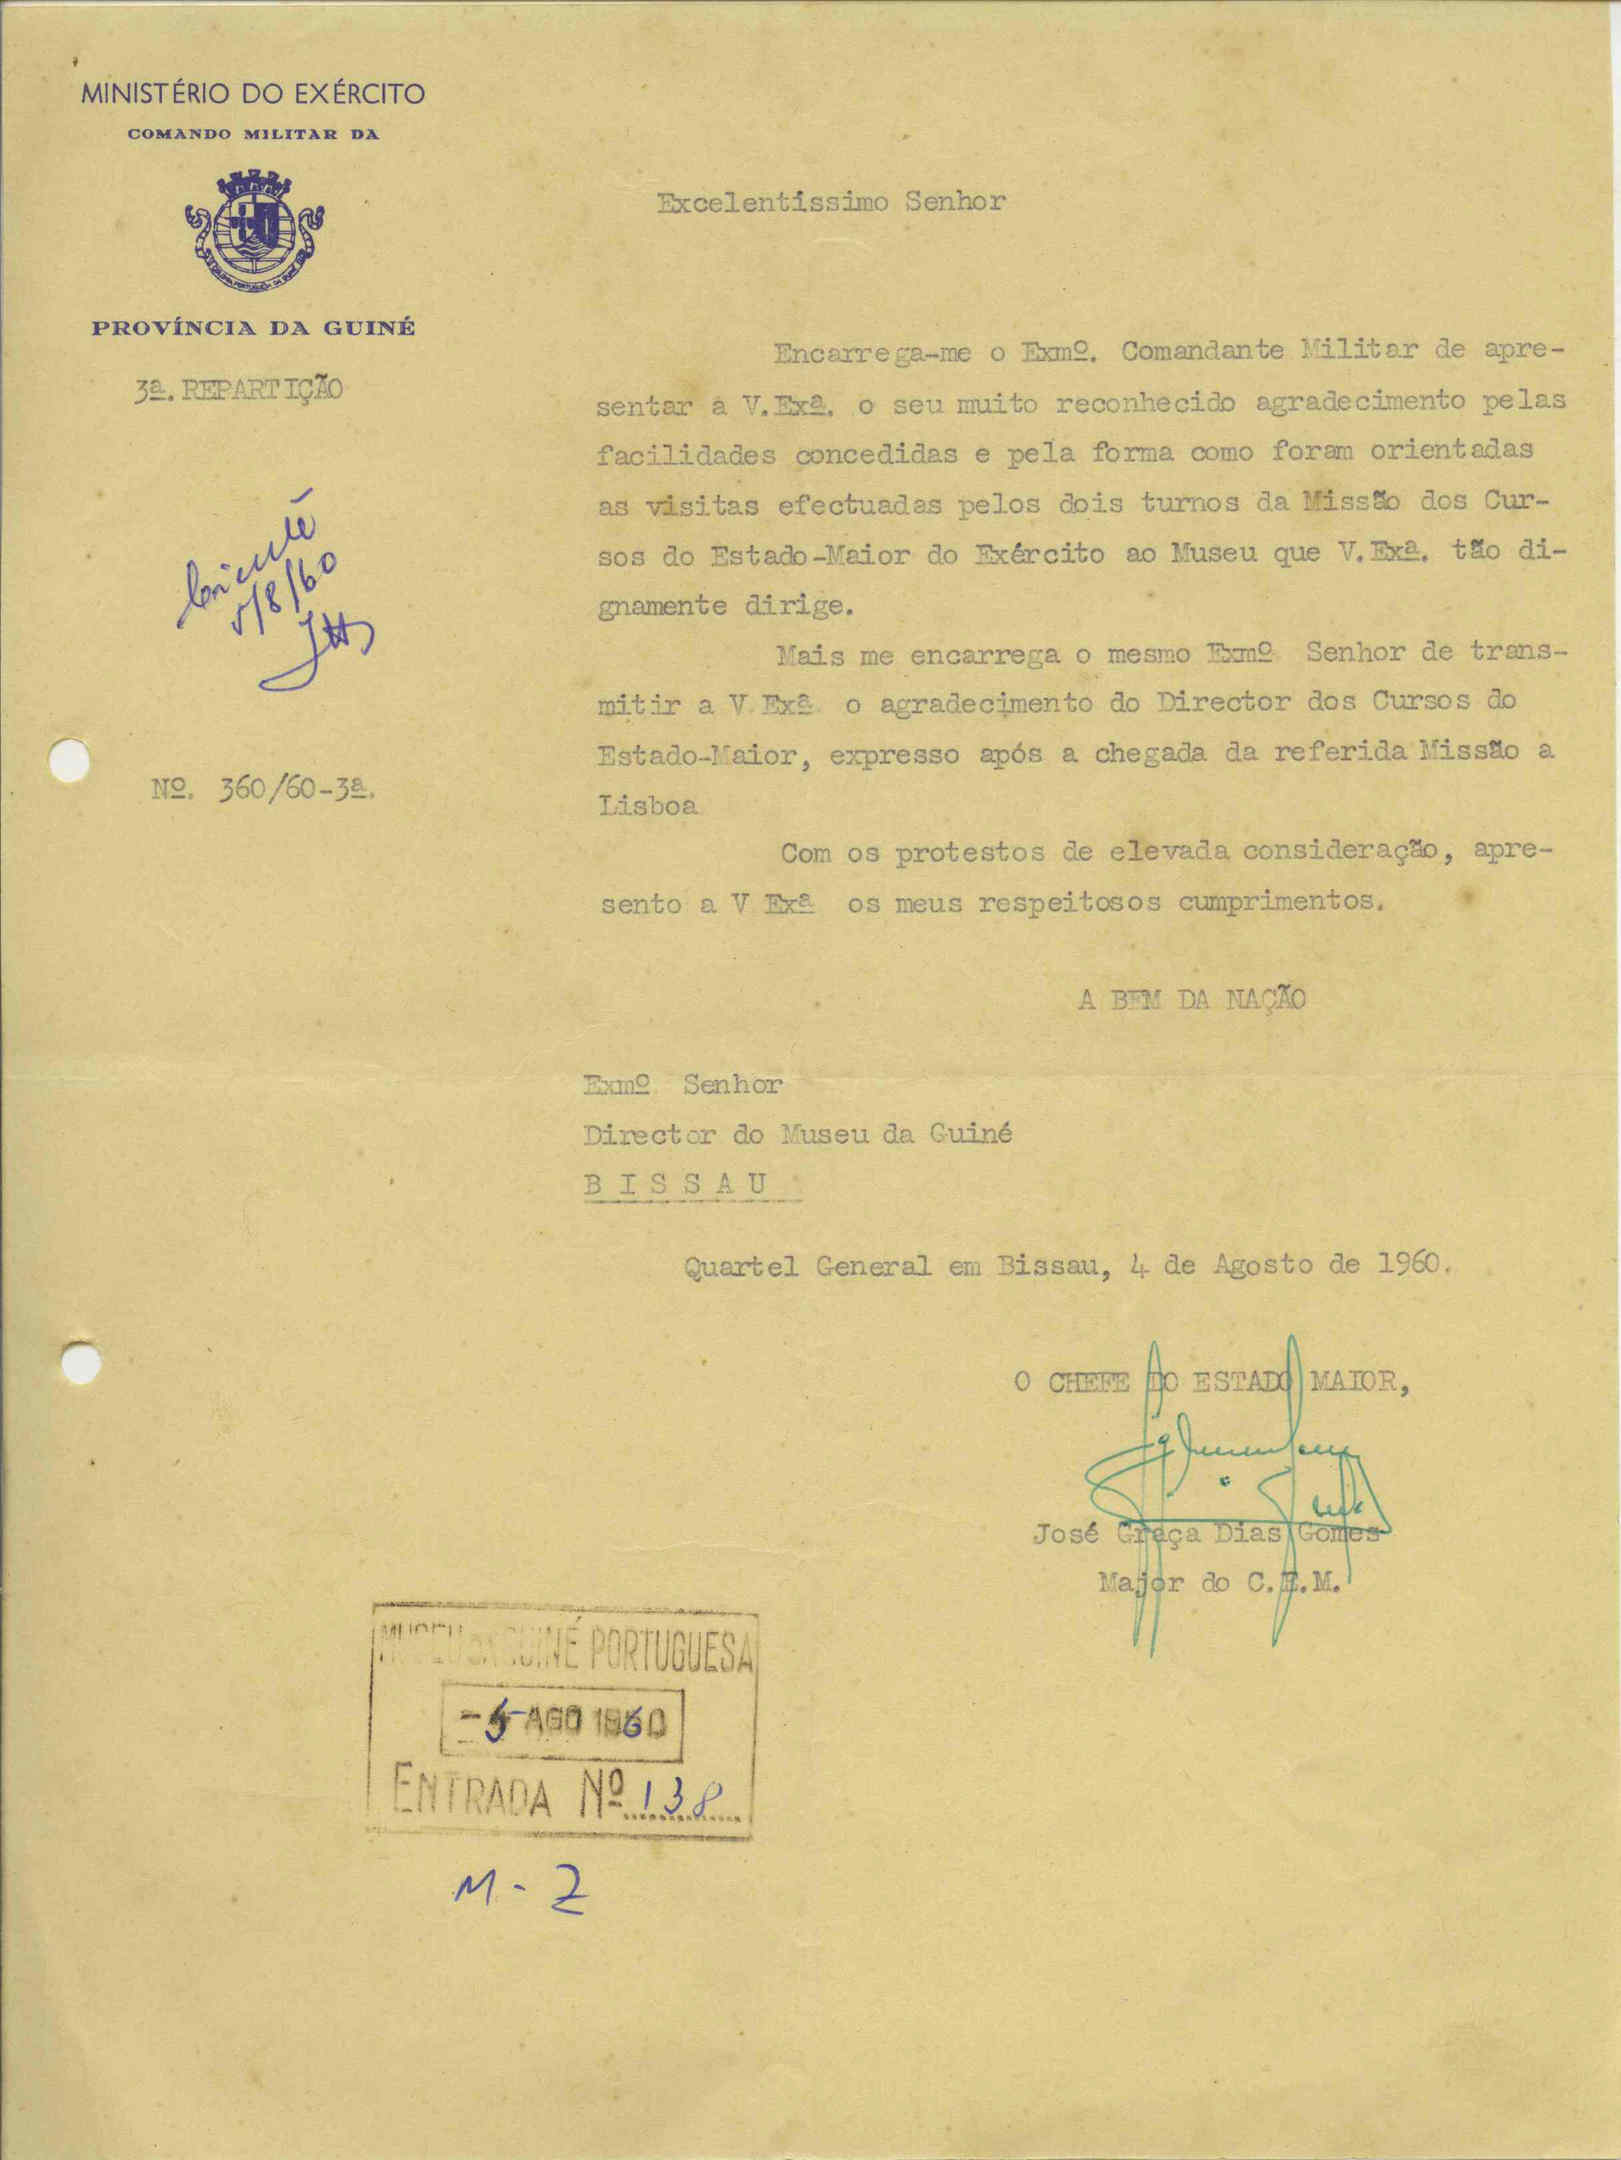 MINISTÉRIO DO EXÉRCITO
COMANDO MILITAR DA
PROVÍNCIA DA GUINÉ
3ª. REPARTIÇÃO
Ciente
5/8/60
Nº. 360/60-3ª.
Excelentissimo Senhor
Encarrega-me o Exmº. Comandante Militar de apre-
sentar a V.Exª. o seu muito reconhecido agradecimento pelas
facilidades concedidas e pela forma como foram orientadas
as visitas efectuadas pelos dois turnos da Missão dos Cur-
sos do Estado-Maior do Exército ao Museu que V.Exª. tão di-
gnamente dirige.
Mais me encarrega o mesmo Exmº Senhor de trans-
mitir a V.Exª o agradecimento do Director dos Cursos do
Estado-Maior, expresso após a chegada da referida Missão a
Lisboa
Com os protestos de elevada consideração, apre-
sento a V Exª os meus respeitosos cumprimentos.
A BEM DA NAÇÃO
Exmº Senhor
Director do Museu da Guiné
B I S S A U
Quartel General em Bissau, 4 de Agosto de 1960.
O CHEFE DO ESTADO MAIOR,
José Graça Dias Gomes
Major do C.E.M.
MUSEU DA GUINÉ PORTUGUESA
-5 AGO 1960
ENTRADA Nº 138
M - 2